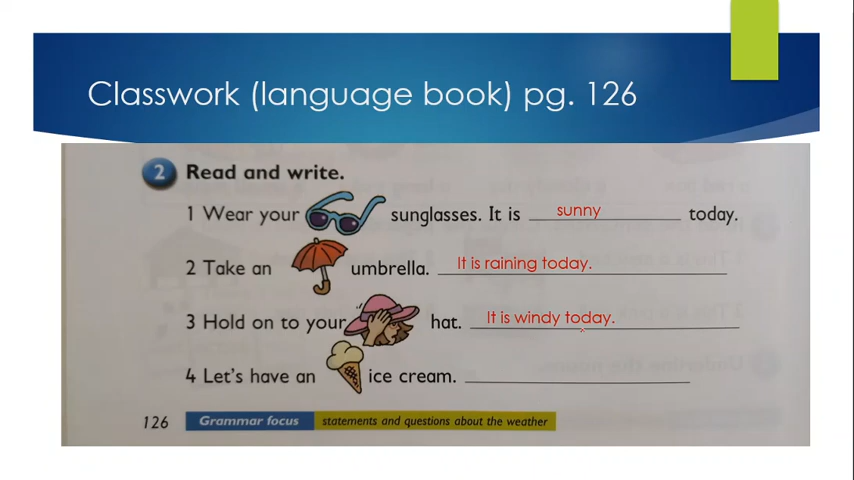 Classwork (language book) pg. 126
2 Read and write.
1 Wear your sunglasses. It is sunny today.
2 Take an umbrella. It is raining today.
3 Hold on to your hat. It is windy today.
4 Let's have an ice cream.
126 Grammar focus statements and questions about the weather